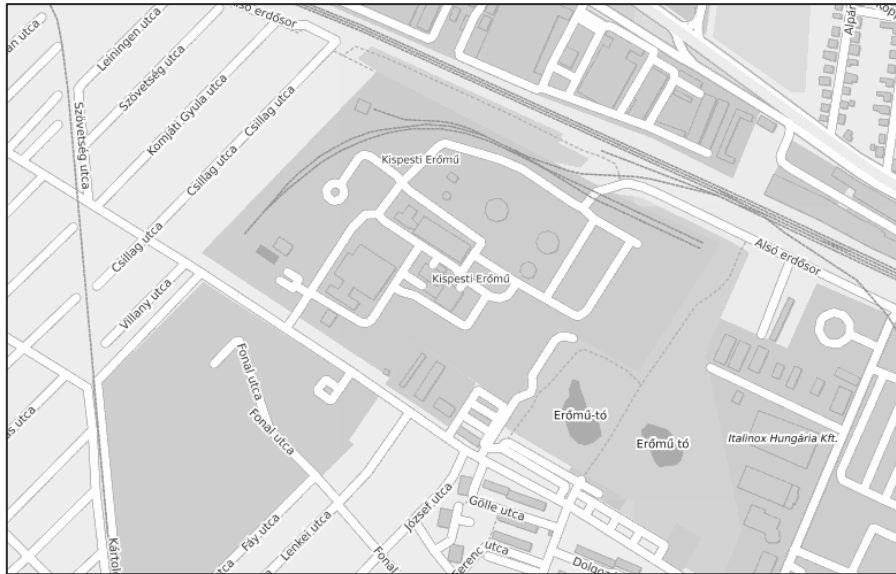 Alsó erdősor
Leiningen utca
Szövetség utca
Komjáti Gyula utca
Csillag utca
Szövetség utca
Csillag utca
Kispesti Erőmű
Csillag utca
Alsó erdősor
Kispesti Erőmű
Villany utca
Fonal utca
Erőmű-tó
Fonal utca
Erőmű tó
Italinox Hungária Kft.
József utca
Gölle utca
Fáy utca
Lenkei utca
utca